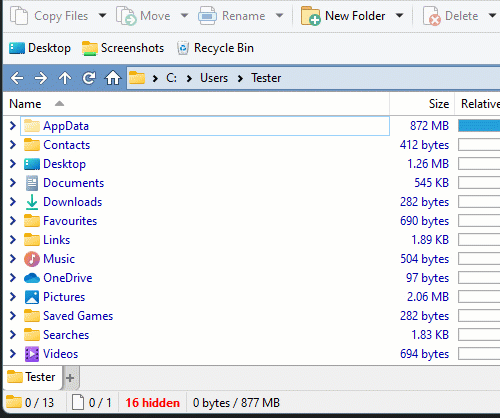 Copy Files Move Rename New Folder Delete
Desktop Screenshots Recycle Bin
C: Users Tester
Name Size Relative
AppData 872 MB
Contacts 412 bytes
Desktop 1.26 MB
Documents 545 KB
Downloads 282 bytes
Favourites 690 bytes
Links 1.89 KB
Music 504 bytes
OneDrive 97 bytes
Pictures 2.06 MB
Saved Games 282 bytes
Searches 1.83 KB
Videos 694 bytes
Tester +
0 / 13 0 / 1 16 hidden 0 bytes / 877 MB